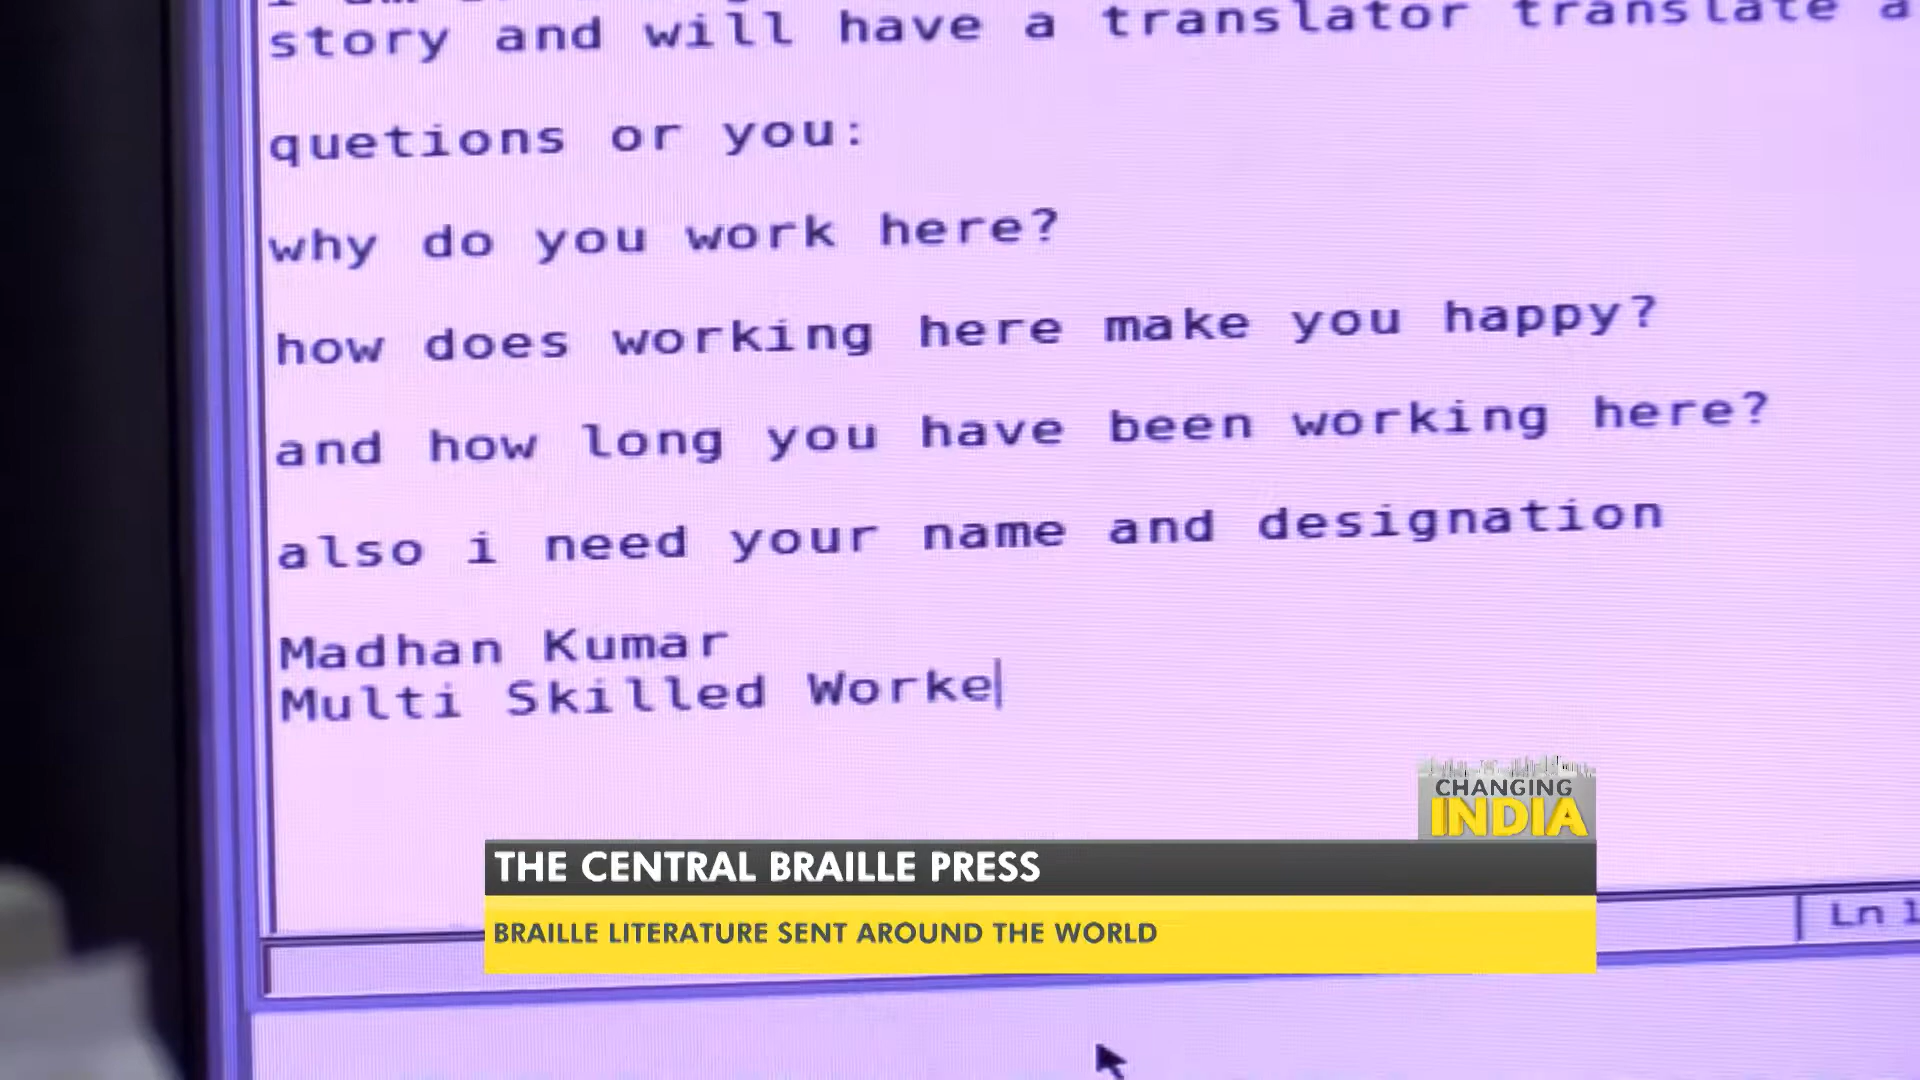 story and will have a translator translate a
quetions or you:
why do you work here?
how does working here make you happy?
and how long you have been working here?
also i need your name and designation
Madhan Kumar
Multi Skilled Worke
CHANGING
INDIA
THE CENTRAL BRAILLE PRESS
BRAILLE LITERATURE SENT AROUND THE WORLD
Ln 1